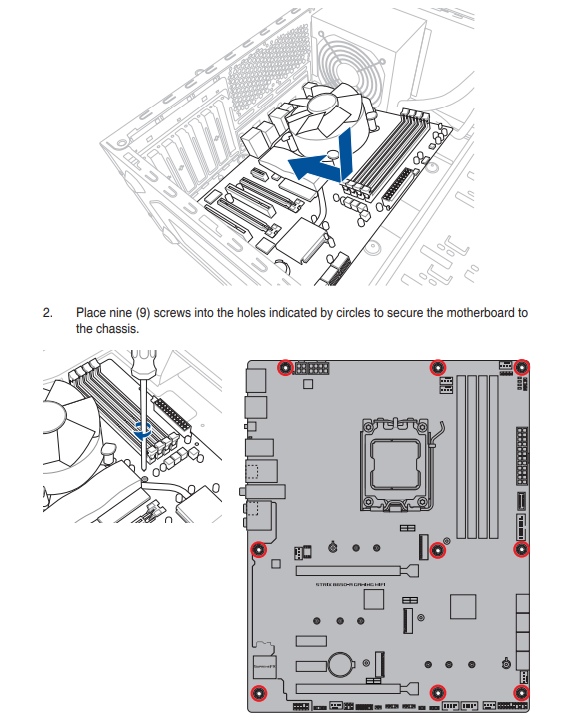 2. Place nine (9) screws into the holes indicated by circles to secure the motherboard to
the chassis.